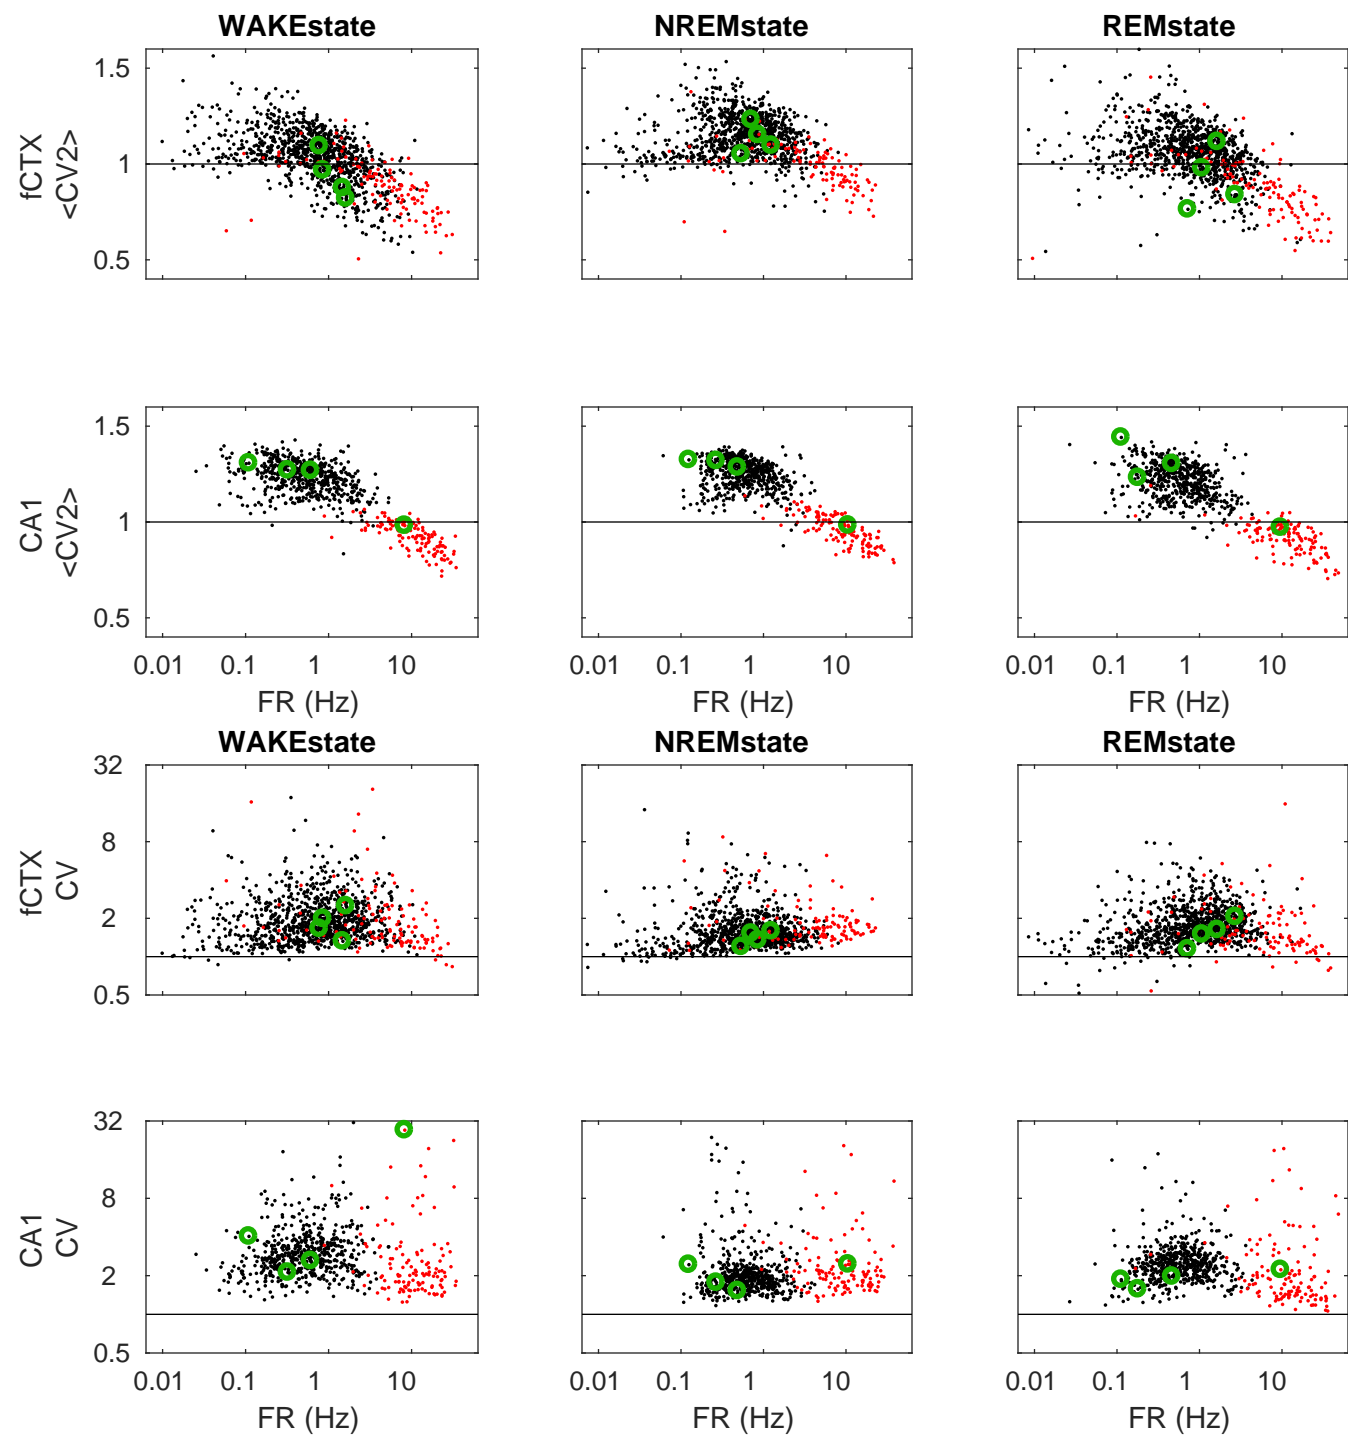 WAKEstate NREMstate REMstate
1.5
1
0.5
fCTX
<CV2>
1.5
1
0.5
CA1
<CV2>
0.01 0.1 1 10 0.01 0.1 1 10 0.01 0.1 1 10
FR (Hz) FR (Hz) FR (Hz)
WAKEstate NREMstate REMstate
32
8
2
0.5
fCTX
CV
32
8
2
0.5
CA1
CV
0.01 0.1 1 10 0.01 0.1 1 10 0.01 0.1 1 10
FR (Hz) FR (Hz) FR (Hz)